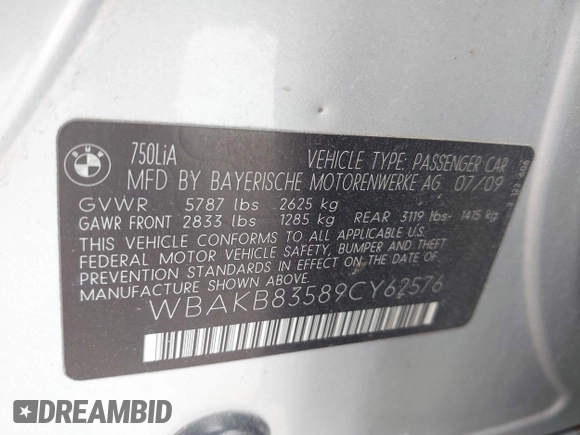 BMW
750LiA
VEHICLE TYPE: PASSENGER CAR
MFD BY BAYERISCHE MOTORENWERKE AG 07/09
GVWR 5787 lbs 2625 kg
GAWR FRONT 2833 lbs 1285 kg REAR 3119 lbs- 1415 kg
THIS VEHICLE CONFORMS TO ALL APPLICABLE
FEDERAL MOTOR VEHICLE SAFETY, BUMPER AND THEFT
PREVENTION STANDARDS IN EFFECT ON THE DATE OF
MANUFACTURE SHOWN ABOVE.
WBAKB83589CY62576
DREAMBID